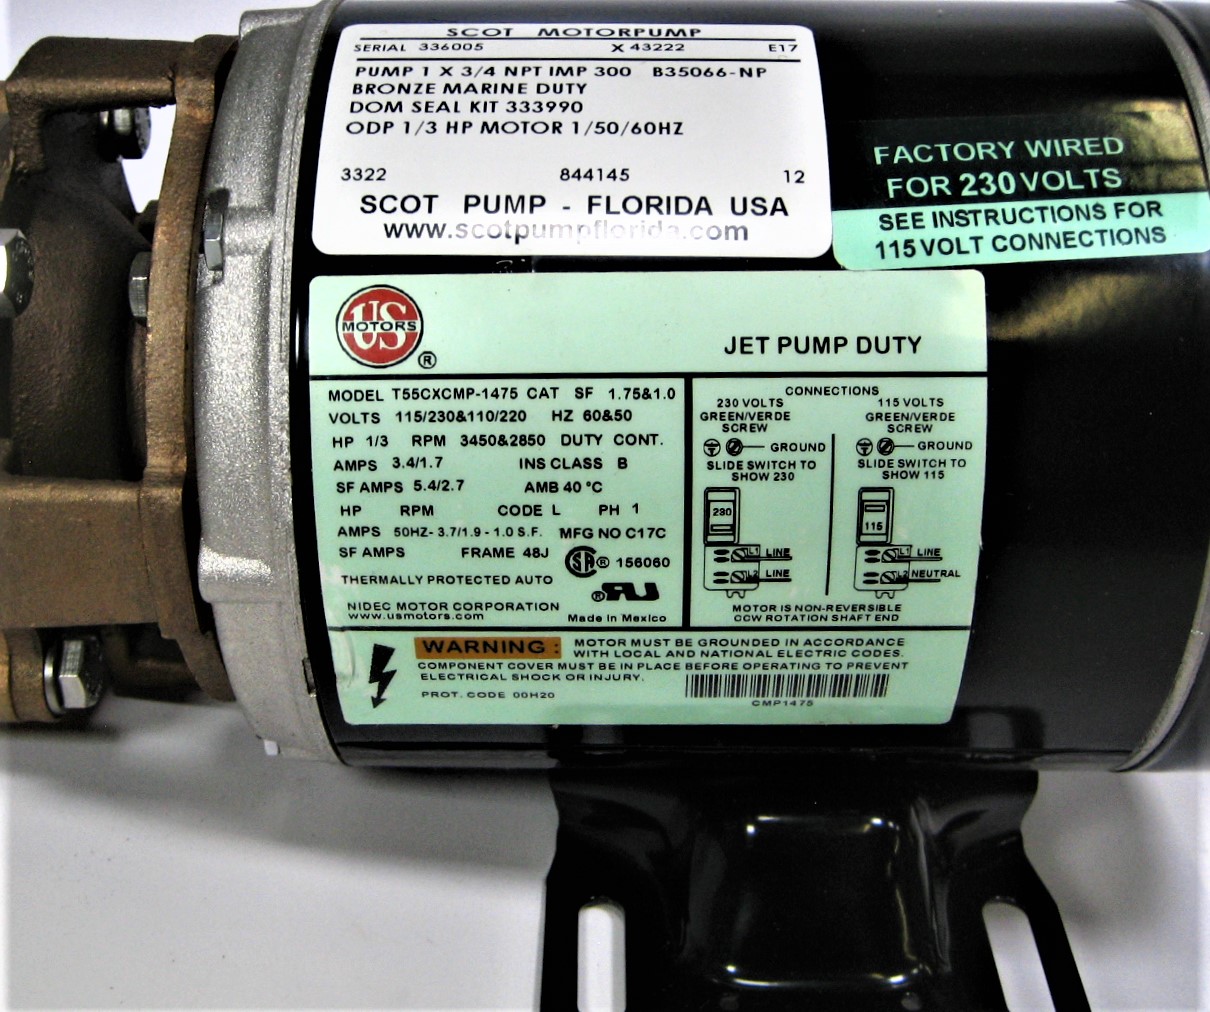 SCOT MOTORPUMP
SERIAL 336005 X 43222 E17
PUMP 1 X 3/4 NPT IMP 300 B35066-NP
BRONZE MARINE DUTY
DOM SEAL KIT 333990
ODP 1/3 HP MOTOR 1/50/60HZ
3322 844145 12
SCOT PUMP - FLORIDA USA
www.scotpumpflorida.com
FACTORY WIRED
FOR 230 VOLTS
SEE INSTRUCTIONS FOR
115 VOLT CONNECTIONS
US
MOTORS
®
JET PUMP DUTY
MODEL T55CXCMP-1475 CAT SF 1.75&1.0
VOLTS 115/230&110/220 HZ 60&50
HP 1/3 RPM 3450&2850 DUTY CONT.
AMPS 3.4/1.7 INS CLASS B
SF AMPS 5.4/2.7 AMB 40 °C
HP RPM CODE L PH 1
AMPS 50HZ- 3.7/1.9 - 1.0 S.F. MFG NO C17C
SF AMPS FRAME 48J
SA® 156060
THERMALLY PROTECTED AUTO
®RU
NIDEC MOTOR CORPORATION
www.usmotors.com Made in Mexico
CONNECTIONS
230 VOLTS
GREEN/VERDE
SCREW
GROUND
SLIDE SWITCH TO
SHOW 230
230
L1 LINE
L2 LINE
115 VOLTS
GREEN/VERDE
SCREW
GROUND
SLIDE SWITCH TO
SHOW 115
115
L1 LINE
L2 NEUTRAL
MOTOR IS NON-REVERSIBLE
CCW ROTATION SHAFT END
WARNING: MOTOR MUST BE GROUNDED IN ACCORDANCE
WITH LOCAL AND NATIONAL ELECTRIC CODES.
COMPONENT COVER MUST BE IN PLACE BEFORE OPERATING TO PREVENT
ELECTRICAL SHOCK OR INJURY.
PROT. CODE 00H20
CMP1475